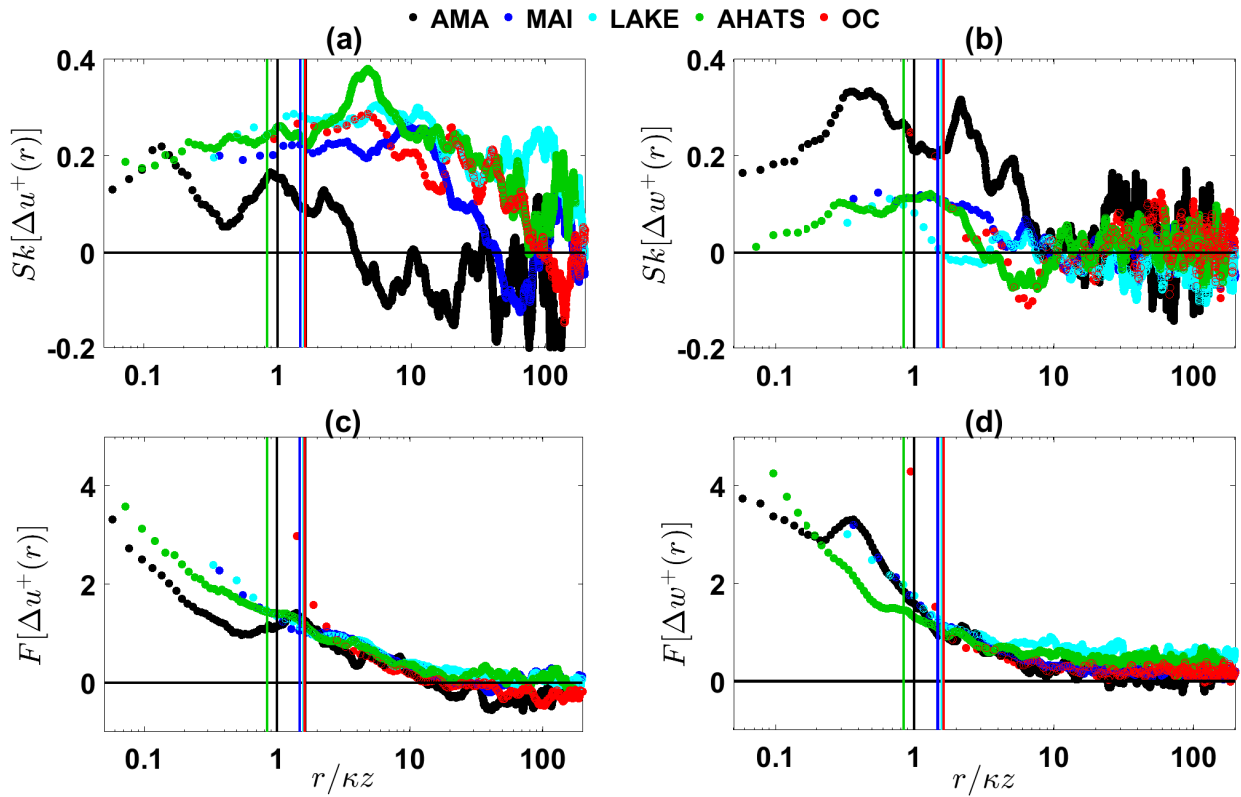 AMA MAI LAKE AHATS OC
(a)
0.4
0.2
0
-0.2
Sk[Δu⁺(r)]
0.1 1 10 100
(b)
0.4
0.2
0
-0.2
Sk[Δw⁺(r)]
0.1 1 10 100
(c)
4
2
0
F[Δu⁺(r)]
0.1 1 10 100
r/κz
(d)
4
2
0
F[Δw⁺(r)]
0.1 1 10 100
r/κz